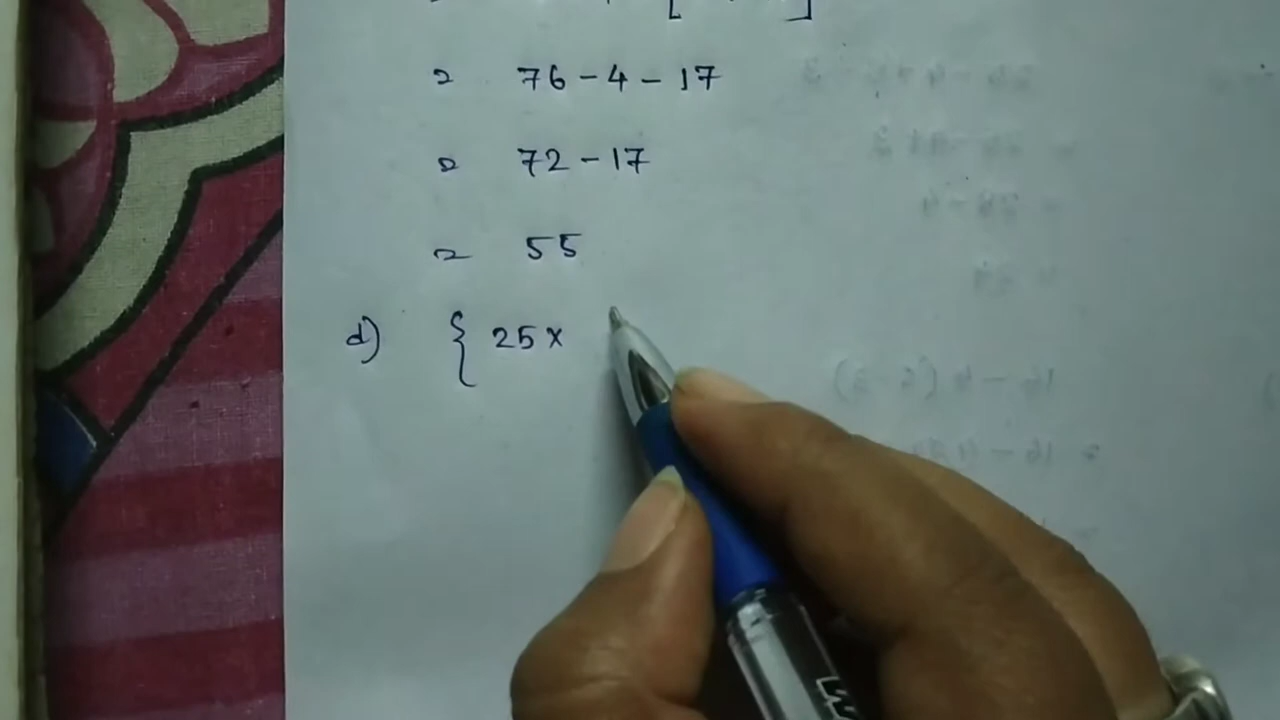 = 76 - 4 - 17
= 72 - 17
= 55
d) { 25 x